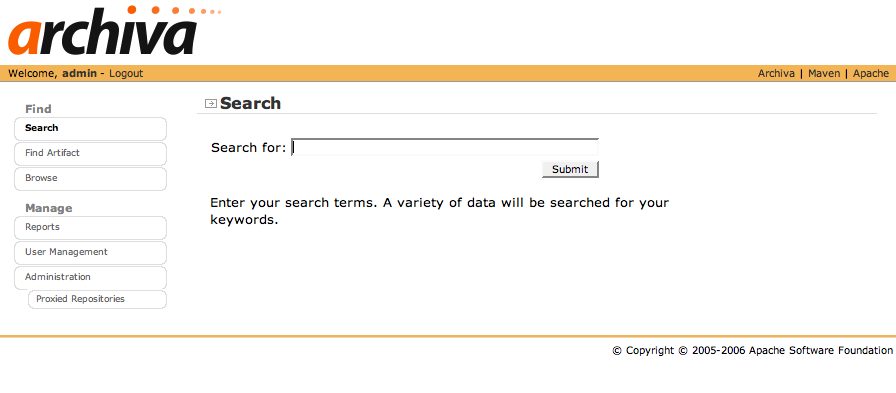 archiva
Welcome, admin - Logout
Archiva | Maven | Apache
Find
Search
Find Artifact
Browse
Manage
Reports
User Management
Administration
Proxied Repositories
Search
Search for:
Submit
Enter your search terms. A variety of data will be searched for your
keywords.
© Copyright © 2005-2006 Apache Software Foundation